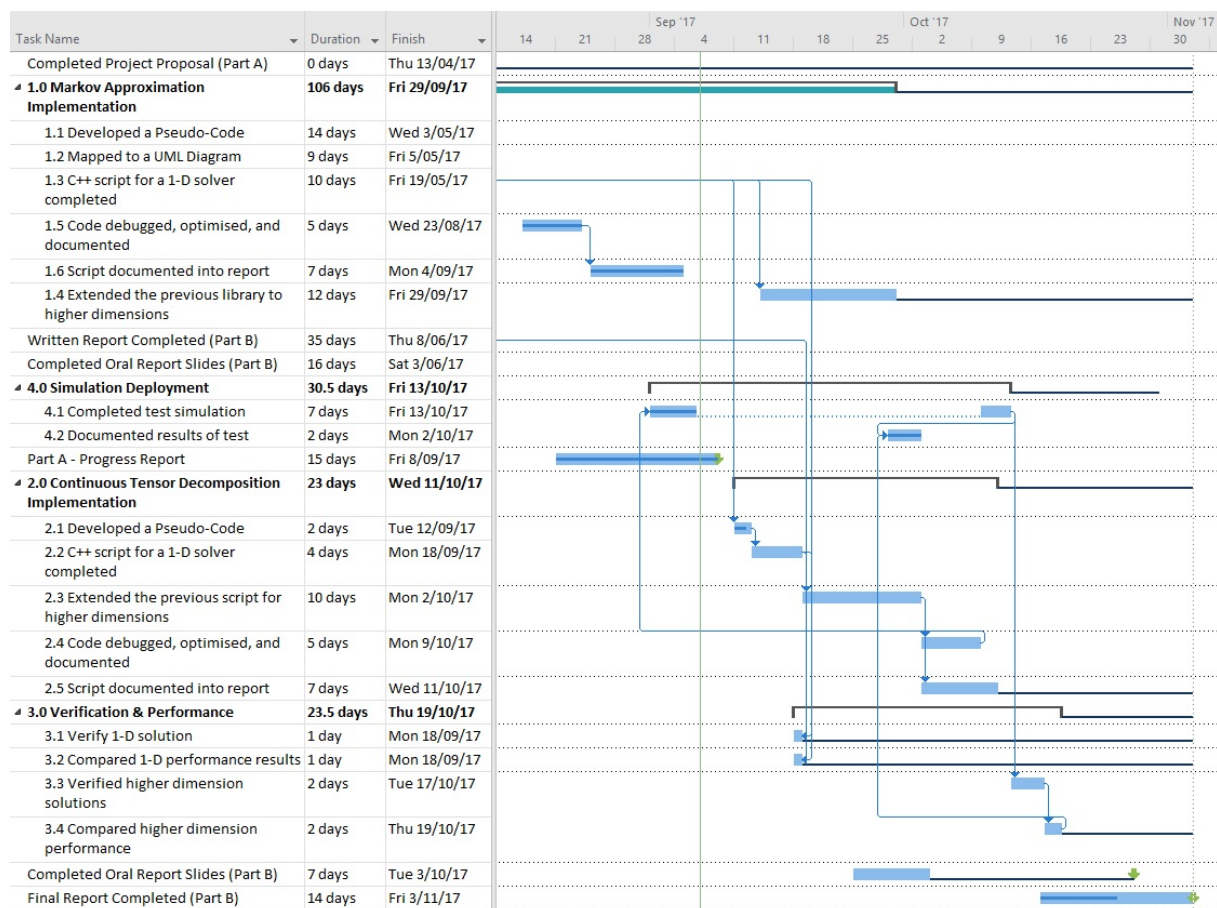 Sep '17 Oct '17 Nov '17
Task Name Duration Finish 14 21 28 4 11 18 25 2 9 16 23 30
Completed Project Proposal (Part A) 0 days Thu 13/04/17
1.0 Markov Approximation 106 days Fri 29/09/17
Implementation
1.1 Developed a Pseudo-Code 14 days Wed 3/05/17
1.2 Mapped to a UML Diagram 9 days Fri 5/05/17
1.3 C++ script for a 1-D solver 10 days Fri 19/05/17
completed
1.5 Code debugged, optimised, and 5 days Wed 23/08/17
documented
1.6 Script documented into report 7 days Mon 4/09/17
1.4 Extended the previous library to 12 days Fri 29/09/17
higher dimensions
Written Report Completed (Part B) 35 days Thu 8/06/17
Completed Oral Report Slides (Part B) 16 days Sat 3/06/17
4.0 Simulation Deployment 30.5 days Fri 13/10/17
4.1 Completed test simulation 7 days Fri 13/10/17
4.2 Documented results of test 2 days Mon 2/10/17
Part A - Progress Report 15 days Fri 8/09/17
2.0 Continuous Tensor Decomposition 23 days Wed 11/10/17
Implementation
2.1 Developed a Pseudo-Code 2 days Tue 12/09/17
2.2 C++ script for a 1-D solver 4 days Mon 18/09/17
completed
2.3 Extended the previous script for 10 days Mon 2/10/17
higher dimensions
2.4 Code debugged, optimised, and 5 days Mon 9/10/17
documented
2.5 Script documented into report 7 days Wed 11/10/17
3.0 Verification & Performance 23.5 days Thu 19/10/17
3.1 Verify 1-D solution 1 day Mon 18/09/17
3.2 Compared 1-D performance results 1 day Mon 18/09/17
3.3 Verified higher dimension 2 days Tue 17/10/17
solutions
3.4 Compared higher dimension 2 days Thu 19/10/17
performance
Completed Oral Report Slides (Part B) 7 days Tue 3/10/17
Final Report Completed (Part B) 14 days Fri 3/11/17